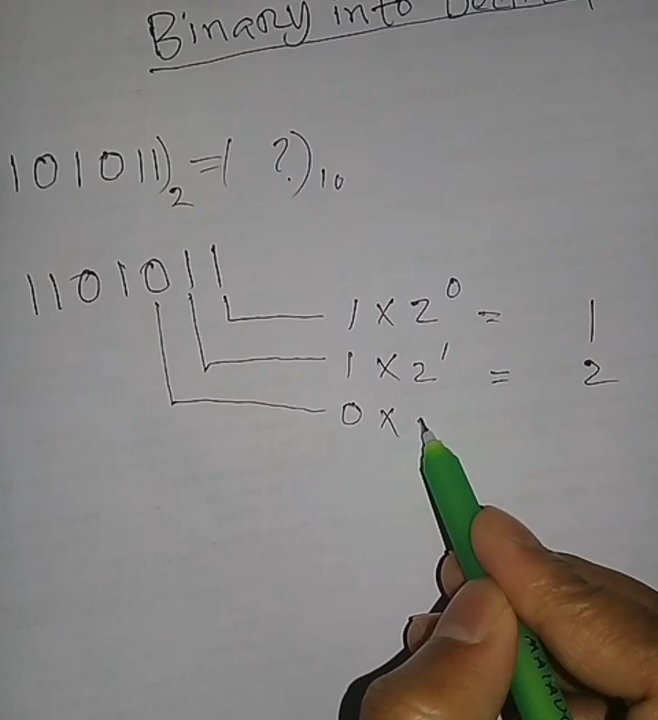 Binary into
101011)₂ = ( ?)₁₀
1101011
1 x 2⁰ = 1
1 x 2¹ = 2
0 x